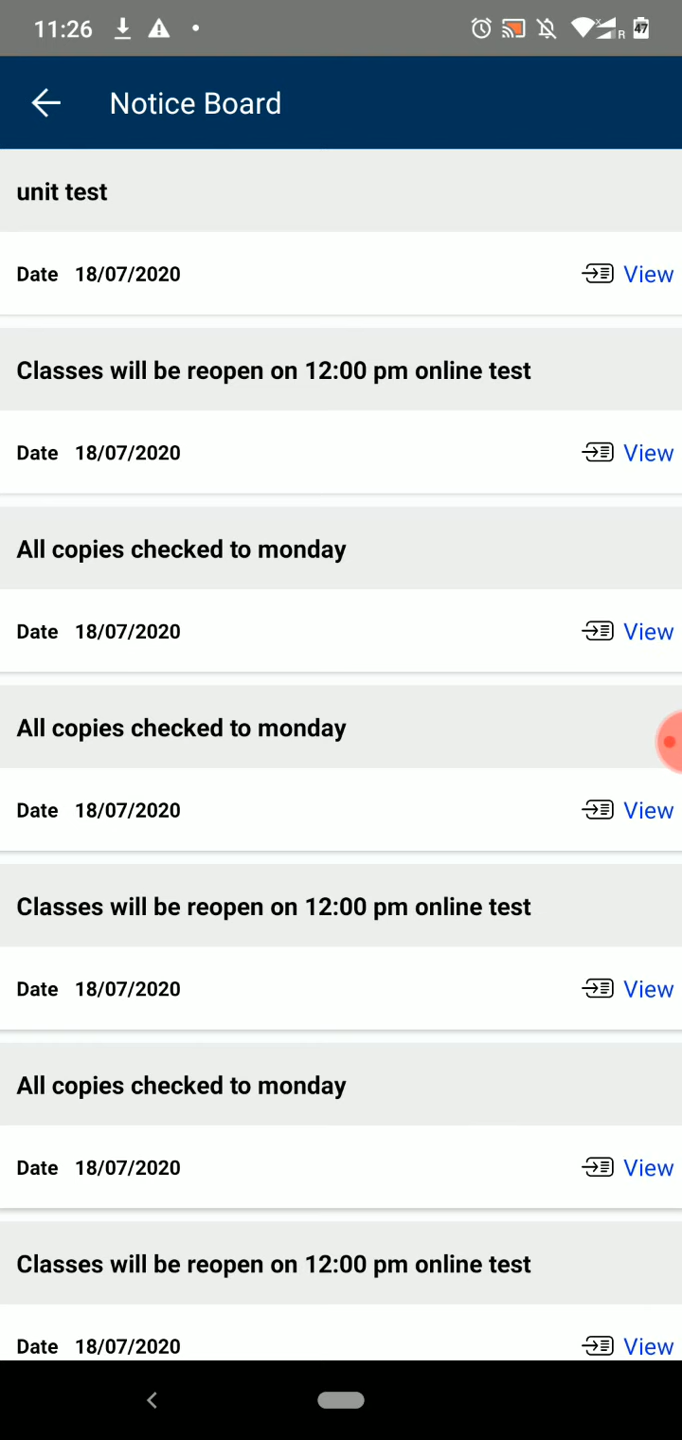 11:26
R
47
Notice Board
unit test
Date 18/07/2020 View
Classes will be reopen on 12:00 pm online test
Date 18/07/2020 View
All copies checked to monday
Date 18/07/2020 View
All copies checked to monday
Date 18/07/2020 View
Classes will be reopen on 12:00 pm online test
Date 18/07/2020 View
All copies checked to monday
Date 18/07/2020 View
Classes will be reopen on 12:00 pm online test
Date 18/07/2020 View